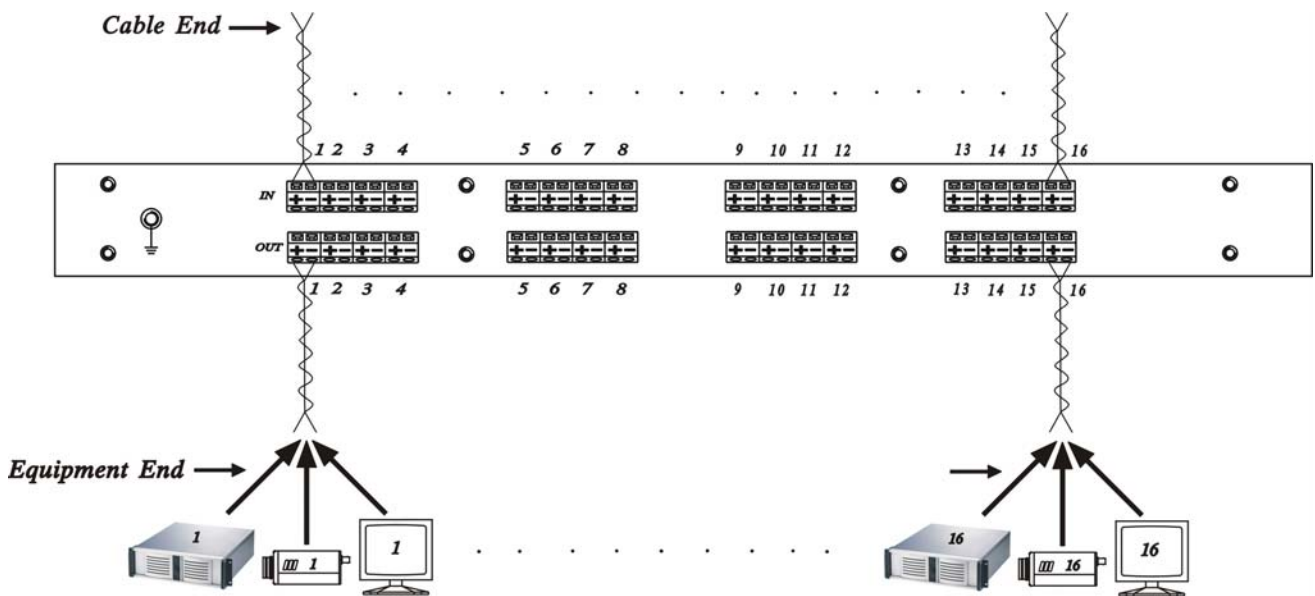 Cable End
1 2 3 4 5 6 7 8 9 10 11 12 13 14 15 16
IN + - + - + - + - + - + - + - + - + - + - + - + - + - + - + - + -
OUT + - + - + - + - + - + - + - + - + - + - + - + - + - + - + - + -
1 2 3 4 5 6 7 8 9 10 11 12 13 14 15 16
Equipment End
1 1 1 16 16 16